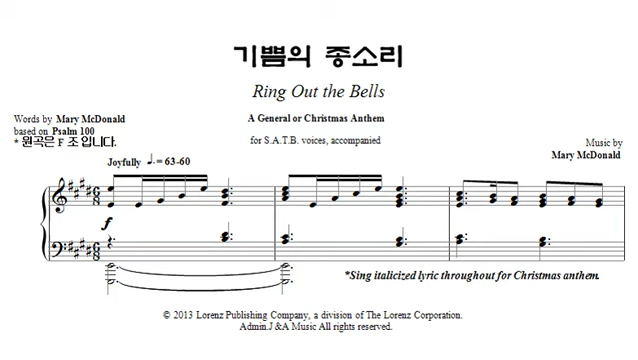 기쁨의 종소리
Ring Out the Bells
A General or Christmas Anthem
for S.A.T.B. voices, accompanied
Words by Mary McDonald
based on Psalm 100
* 원곡은 F 조 입니다.
Music by
Mary McDonald
Joyfully ♩. = 63-60
f
*Sing italicized lyric throughout for Christmas anthem.
© 2013 Lorenz Publishing Company, a division of The Lorenz Corporation.
Admin.J &A Music All rights reserved.